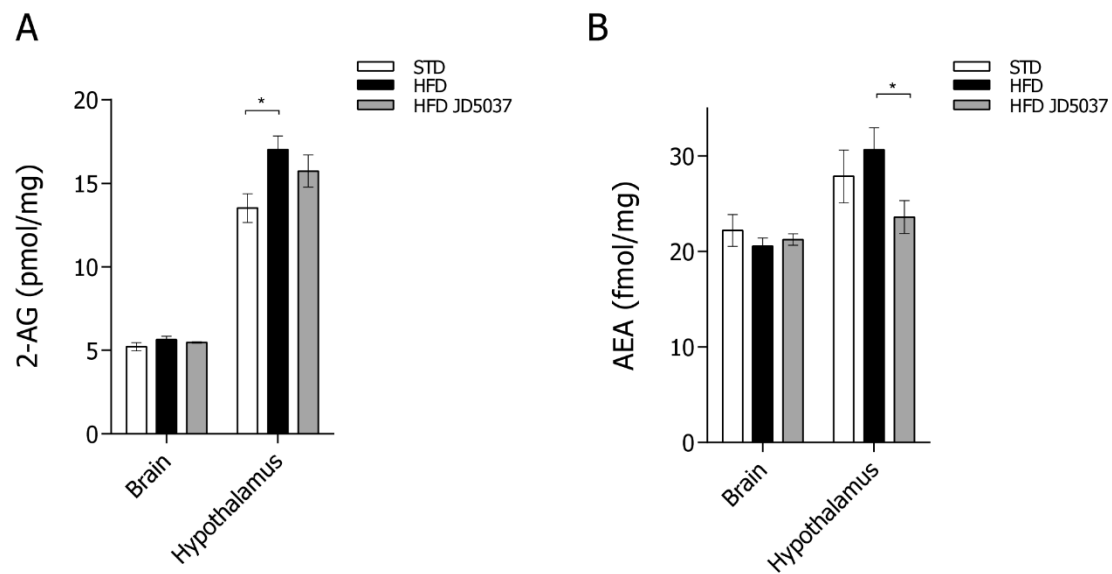 A
STD
HFD
HFD JD5037
20
15
10
5
0
2-AG (pmol/mg)
*
Brain
Hypothalamus
B
STD
HFD
HFD JD5037
30
20
10
0
AEA (fmol/mg)
*
Brain
Hypothalamus